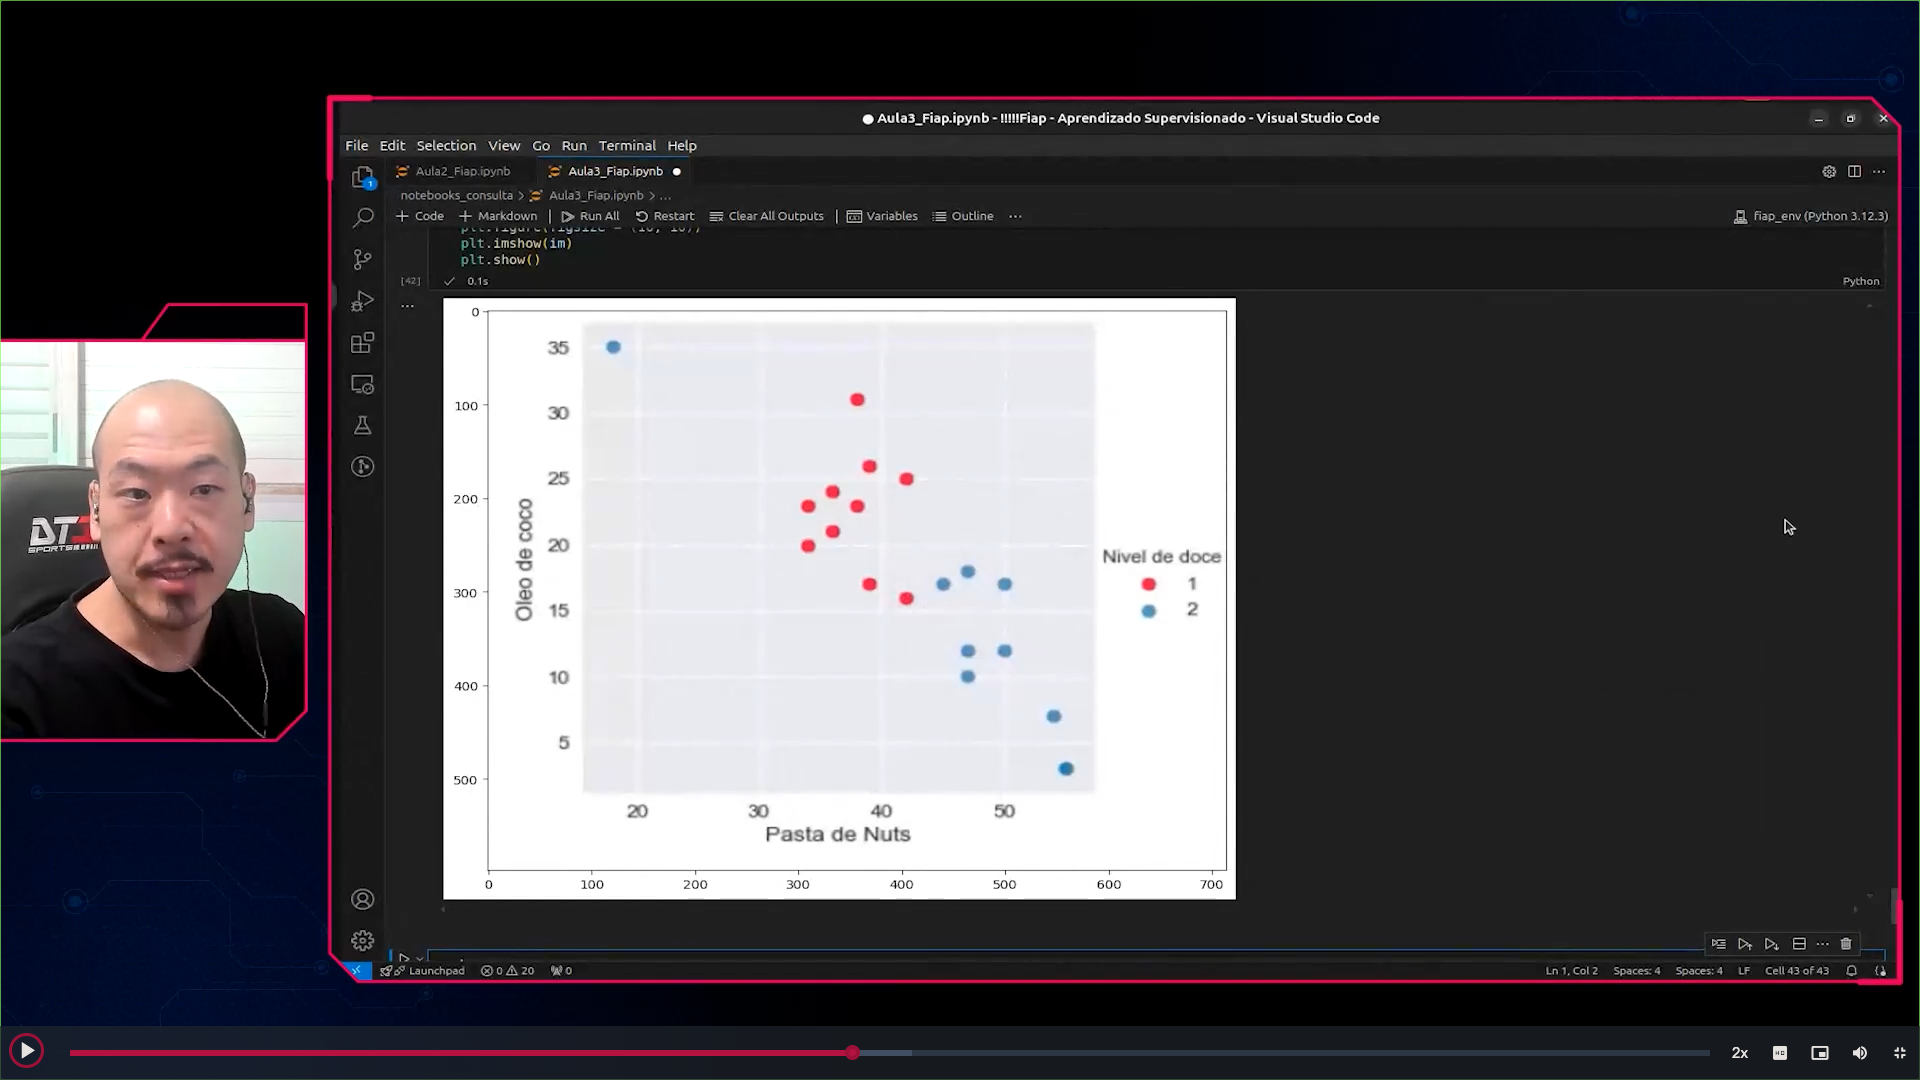 Aula3_Fiap.ipynb - !!!!!Fiap - Aprendizado Supervisionado - Visual Studio Code
File Edit Selection View Go Run Terminal Help
Aula2_Fiap.ipynb Aula3_Fiap.ipynb
notebooks_consulta > Aula3_Fiap.ipynb > ...
+ Code + Markdown Run All Restart Clear All Outputs Variables Outline ... fiap_env (Python 3.12.3)
plt.figure(figsize = (10, 10))
plt.imshow(im)
plt.show()
[42] 0.1s Python
0
100
200
300
400
500
35
30
25
20
15
10
5
Oleo de coco
Nivel de doce
1
2
20 30 40 50
Pasta de Nuts
0 100 200 300 400 500 600 700
DT3
SPORTS
Launchpad 0 20 0 Ln 1, Col 2 Spaces: 4 Spaces: 4 LF Cell 43 of 43
2x HD